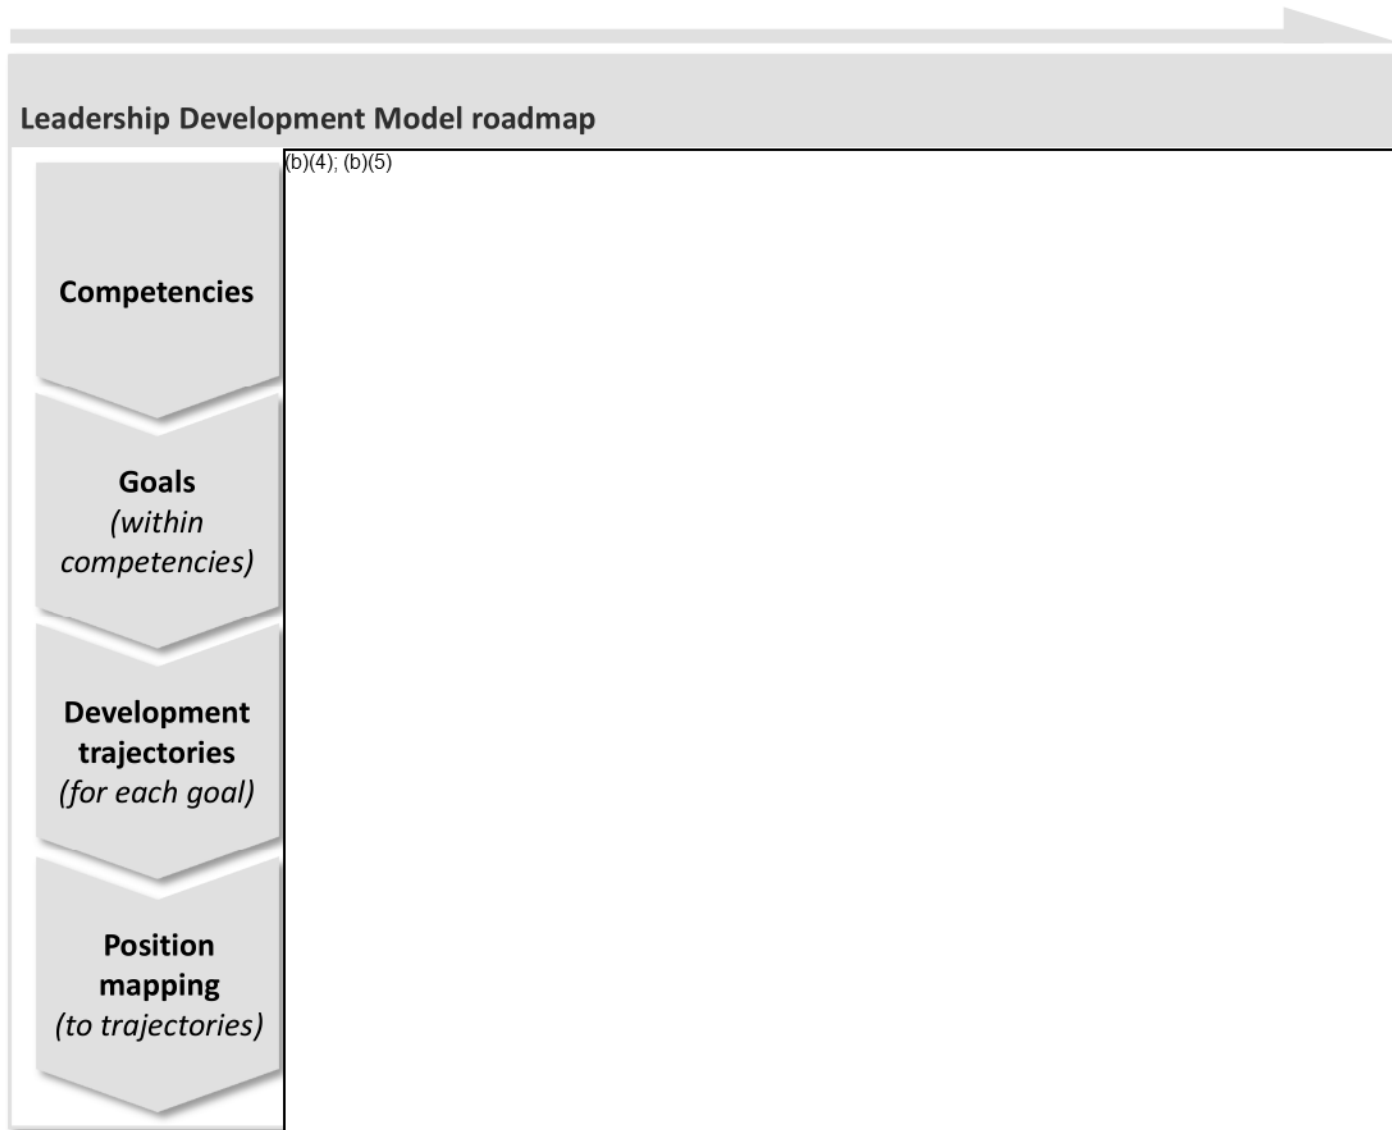 Leadership Development Model roadmap
(b)(4); (b)(5)
Competencies
Goals
(within
competencies)
Development
trajectories
(for each goal)
Position
mapping
(to trajectories)